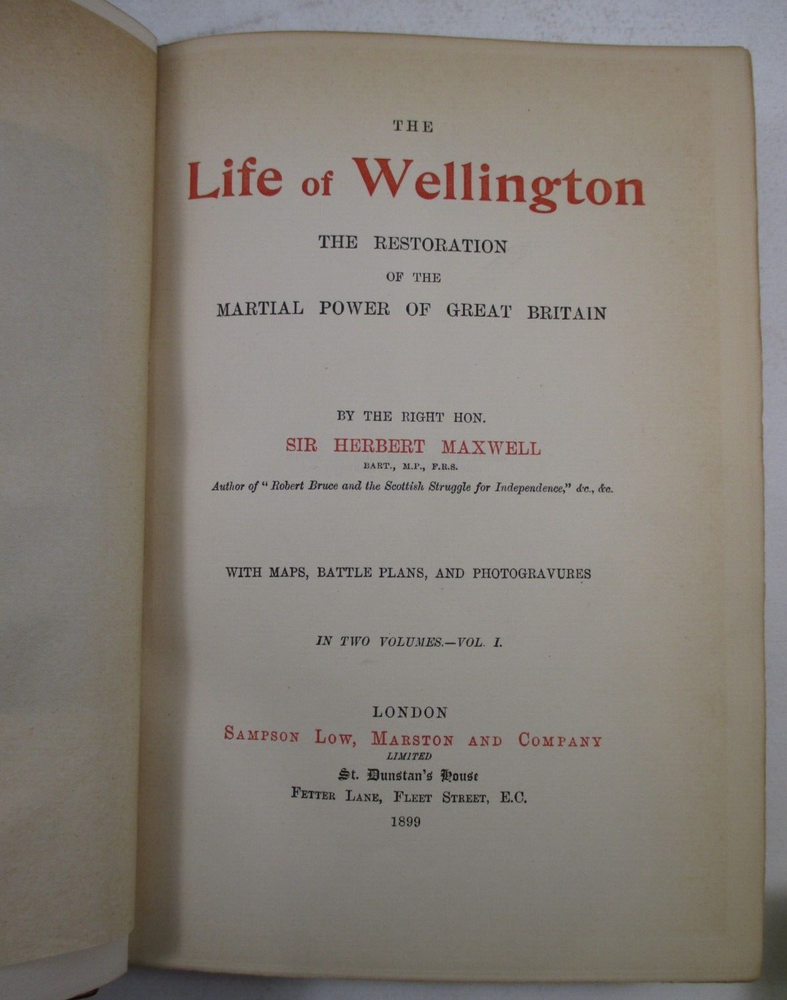 THE
Life of Wellington
THE RESTORATION
OF THE
MARTIAL POWER OF GREAT BRITAIN
BY THE RIGHT HON.
SIR HERBERT MAXWELL
BART., M.P., F.R.S.
Author of "Robert Bruce and the Scottish Struggle for Independence," &c., &c.
WITH MAPS, BATTLE PLANS, AND PHOTOGRAVURES
IN TWO VOLUMES.—VOL. I.
LONDON
SAMPSON LOW, MARSTON AND COMPANY
LIMITED
St. Dunstan's House
FETTER LANE, FLEET STREET, E.C.
1899